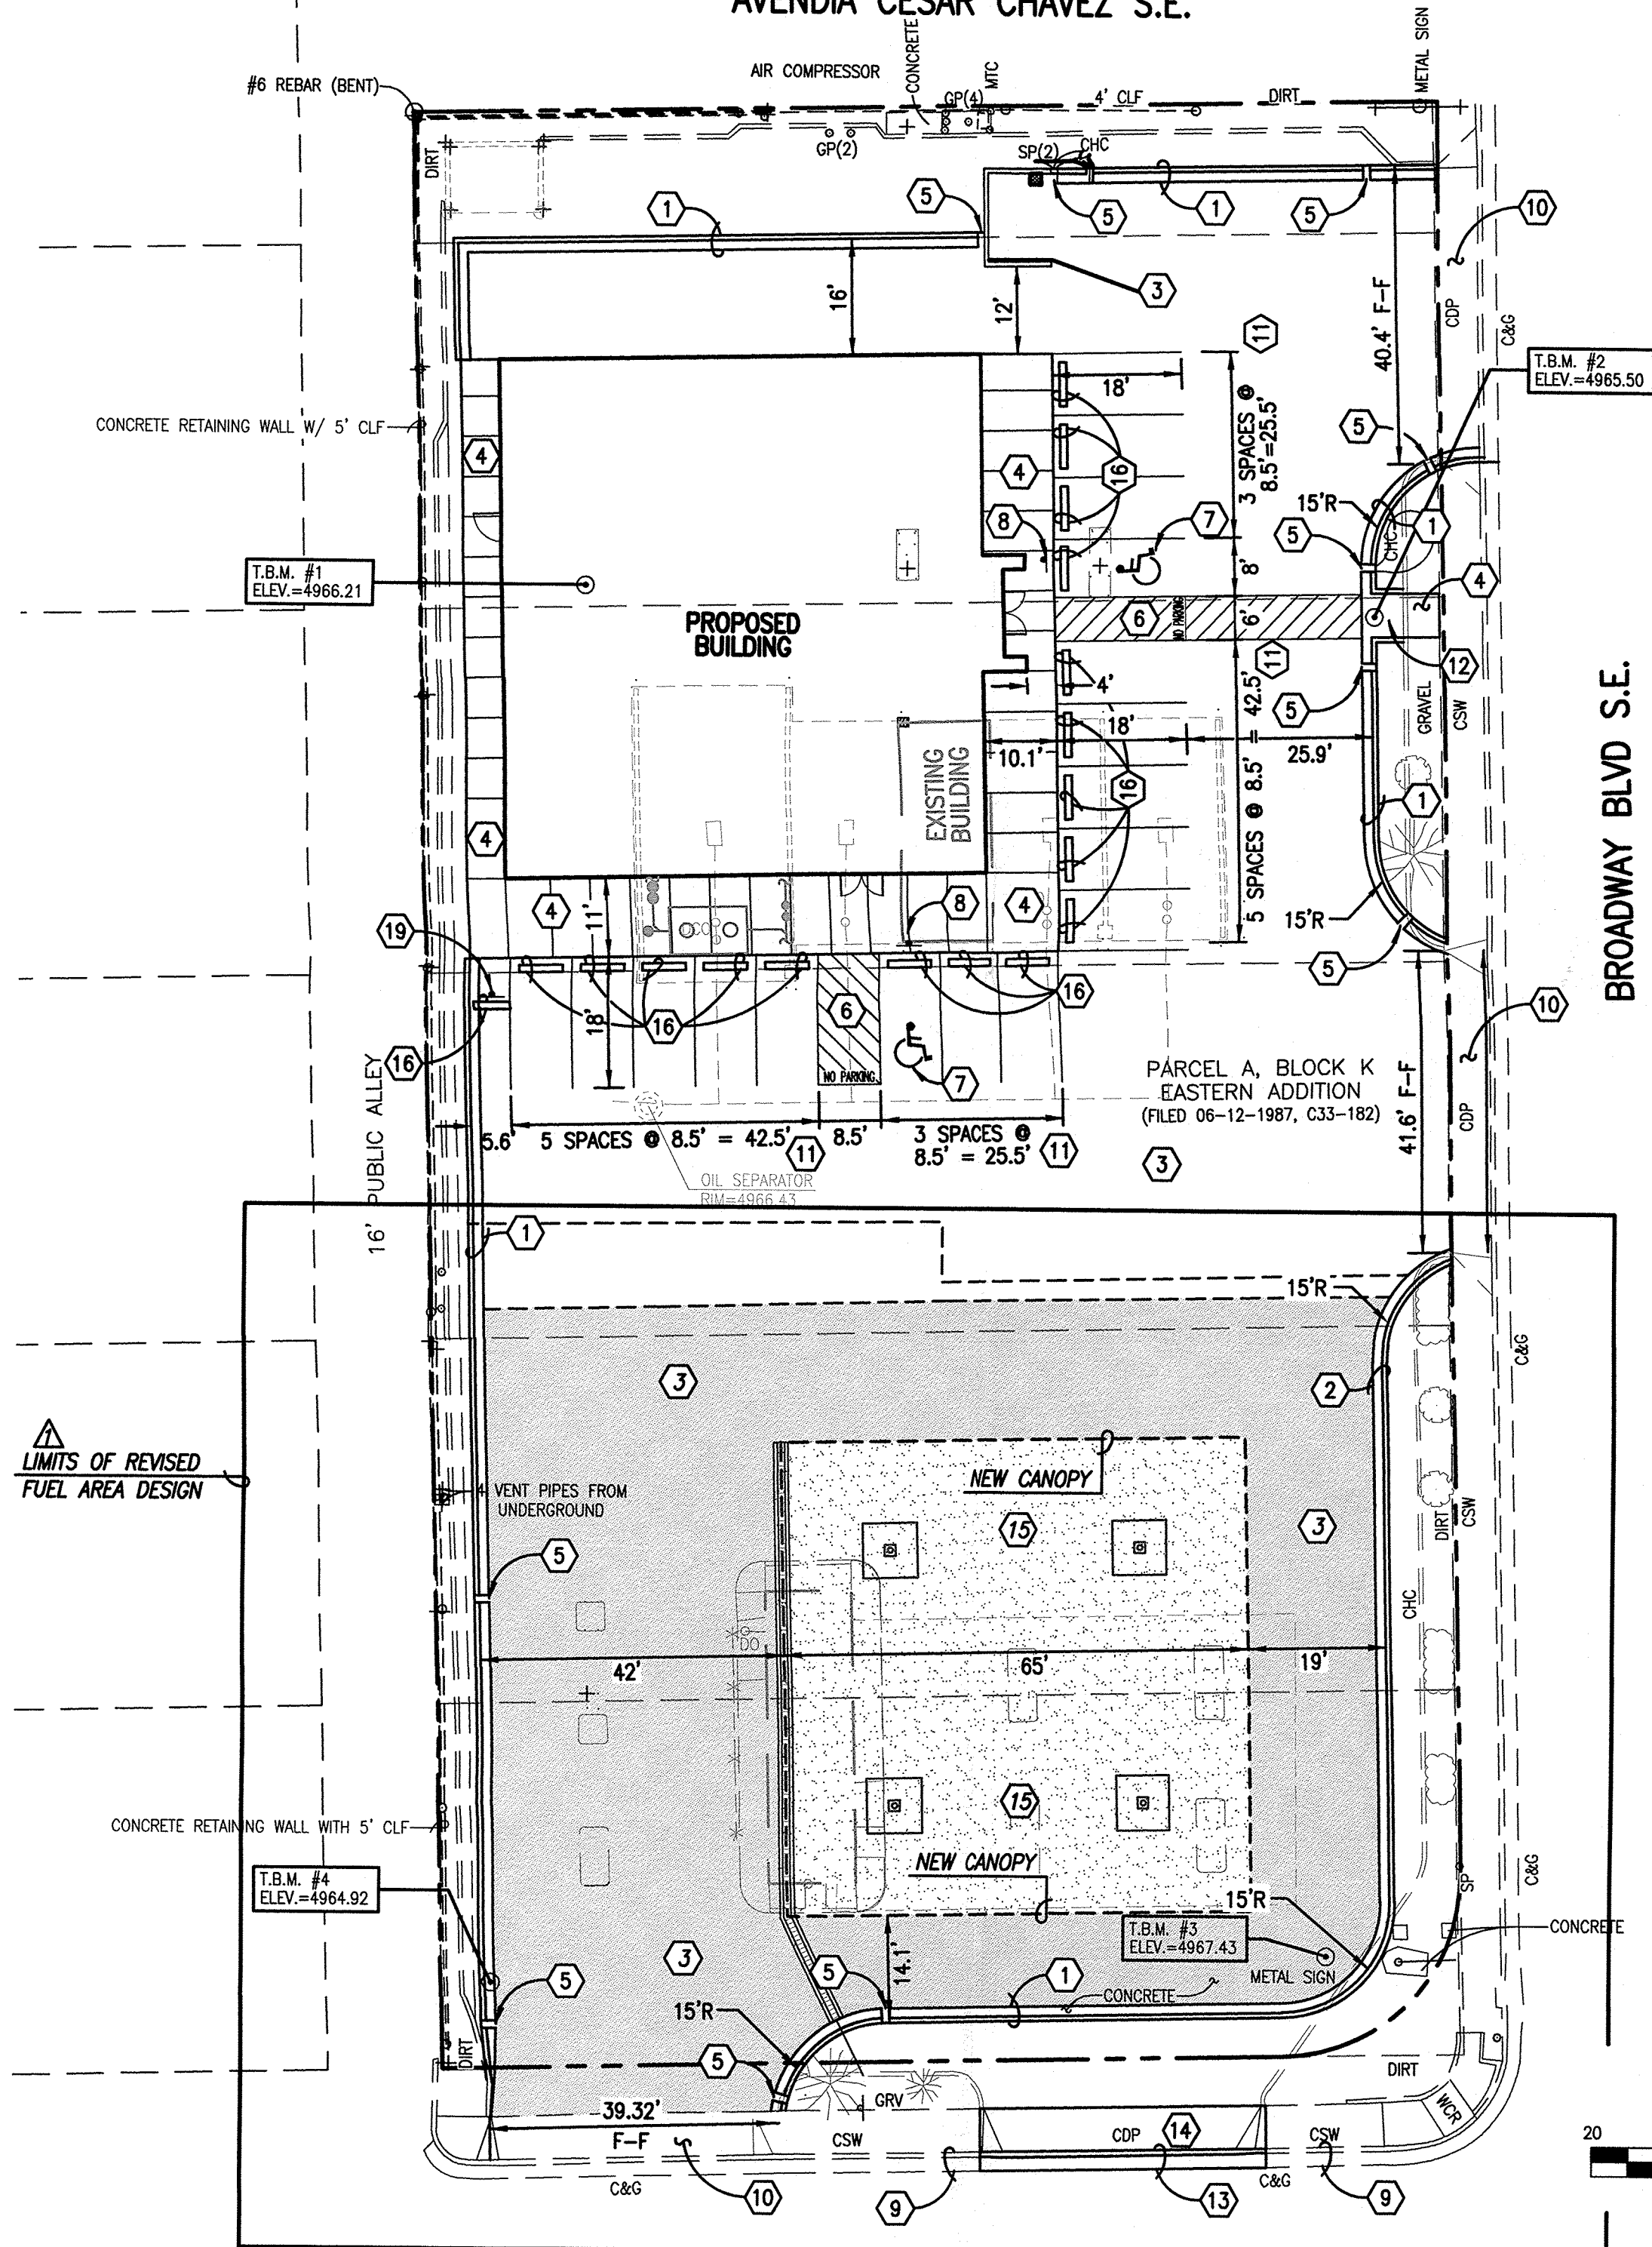 AVENDIA CESAR CHAVEZ S.E.
#6 REBAR (BENT)
AIR COMPRESSOR
CONCRETE
MTC
GP(4)
4' CLF
DIRT
METAL SIGN
DIRT
GP(2)
SP(2)
CHC
1
5
5
1
5
10
16'
12'
3
11
40.4' F-F
CDP
C&G
T.B.M. #2
ELEV.=4965.50
18'
3 SPACES @
8.5'=25.5'
CONCRETE RETAINING WALL W/ 5' CLF
4
4
16
5
15'R
1
CHC
8
7
5
8'
T.B.M. #1
ELEV.=4966.21
4
PROPOSED
BUILDING
6
NO PARKING
6'
11
12
4'
5
GRAVEL
CSW
BROADWAY BLVD S.E.
18'
10.1'
25.9'
EXISTING
BUILDING
16
5 SPACES @ 8.5' = 42.5'
1
4
4
11'
8
4
15'R
5
19
16
16
18'
6
NO PARKING
7
10
16
PARCEL A, BLOCK K
EASTERN ADDITION
(FILED 06-12-1987, C33-182)
41.6' F-F
CDP
16' PUBLIC ALLEY
5.6'
5 SPACES @ 8.5' = 42.5'
8.5'
3 SPACES @
8.5' = 25.5'
11
11
3
OIL SEPARATOR
RIM=4966.43
1
15'R
C&G
3
2
1
LIMITS OF REVISED
FUEL AREA DESIGN
NEW CANOPY
4 VENT PIPES FROM
UNDERGROUND
15
3
DIRT
CSW
5
CHC
DO
42'
65'
19'
15
CONCRETE RETAINING WALL WITH 5' CLF
NEW CANOPY
C&G
SP
T.B.M. #4
ELEV.=4964.92
15'R
T.B.M. #3
ELEV.=4967.43
CONCRETE
3
14.1'
5
5
1
METAL SIGN
CONCRETE
15'R
DIRT
5
DIRT
GRV
WCR
39.32'
F-F
CSW
CDP
14
CSW
20
C&G
10
9
13
C&G
9